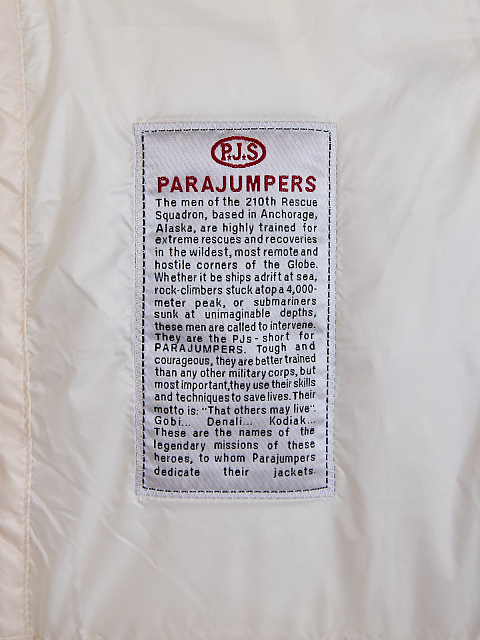 P.J.S
PARAJUMPERS
The men of the 210th Rescue
Squadron, based in Anchorage,
Alaska, are highly trained for
extreme rescues and recoveries
in the wildest, most remote and
hostile corners of the Globe.
Whether it be ships adrift at sea,
rock-climbers stuck atop a 4,000-
meter peak, or submariners
sunk at unimaginable depths,
these men are called to intervene.
They are the PJs - short for
PARAJUMPERS. Tough and
courageous, they are better trained
than any other military corps, but
most important, they use their skills
and techniques to save lives. Their
motto is: "That others may live".
Gobi... Denali... Kodiak...
These are the names of the
legendary missions of these
heroes, to whom Parajumpers
dedicate their jackets.